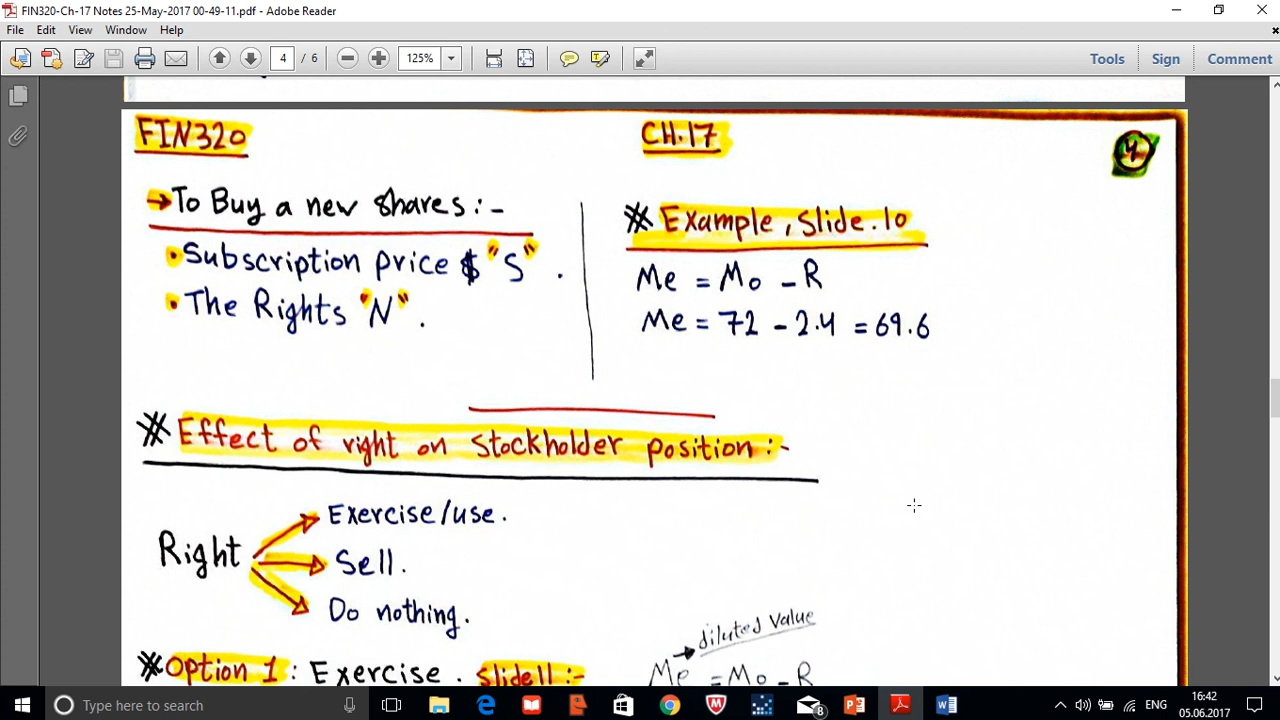 FIN320-Ch-17 Notes 25-May-2017 00-49-11.pdf - Adobe Reader
File Edit View Window Help
4 / 6 125% Tools Sign Comment
FIN320 CH.17 4
→To Buy a new shares:-
•Subscription price $ "S" .
•The Rights "N" .
* Example, Slide.10
Me = Mo - R
Me = 72 - 2.4 = 69.6
* Effect of right on Stockholder position:-
Right
Exercise/use.
Sell.
Do nothing.
→diluted Value
*Option 1: Exercise. Slide11:-
Me = Mo - R
Type here to search
8
ENG
16:42
05.06.2017